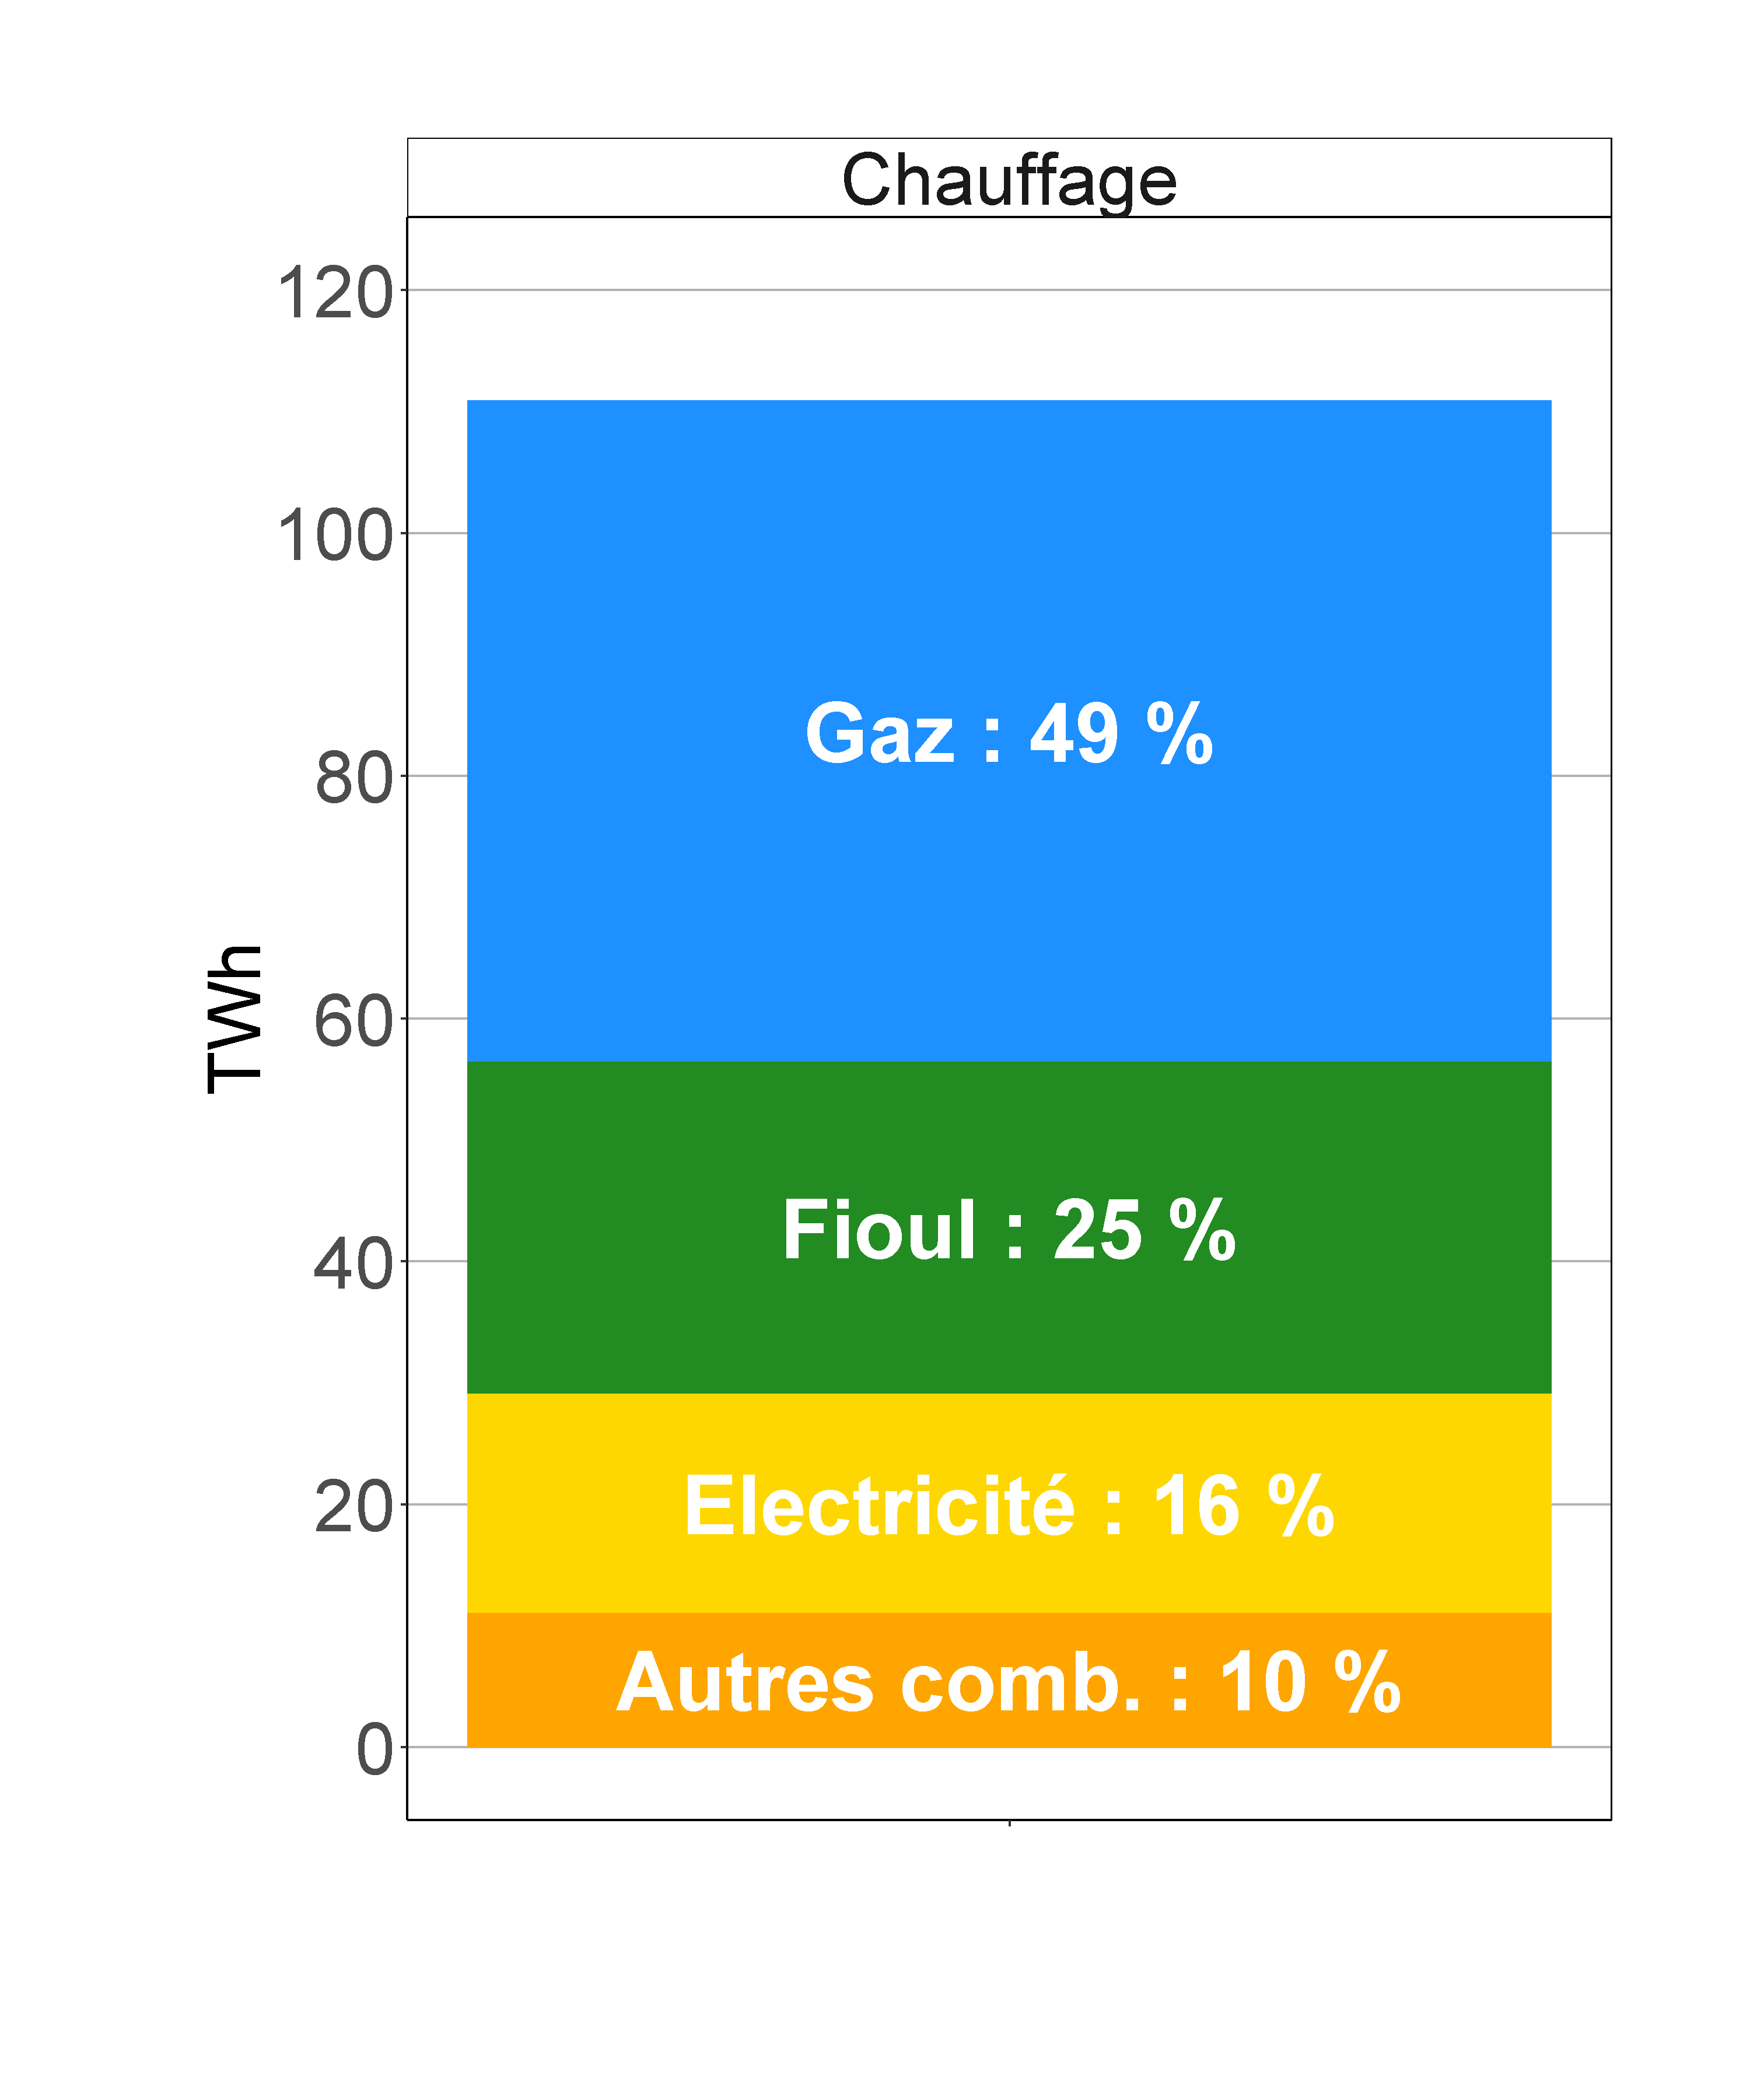 Chauffage
120
100
80
60
40
20
0
TWh
Gaz : 49 %
Fioul : 25 %
Electricité : 16 %
Autres comb. : 10 %